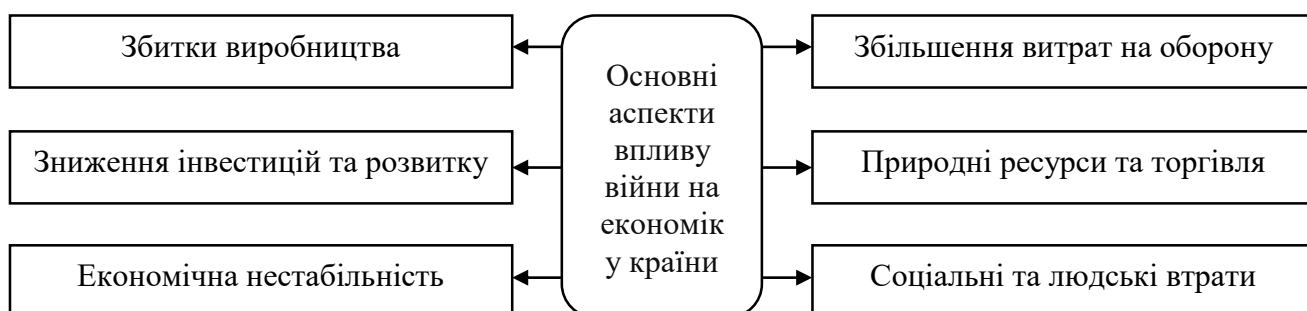 Збитки виробництва
Зниження інвестицій та розвитку
Економічна нестабільність
Основні
аспекти
впливу
війни на
економік
у країни
Збільшення витрат на оборону
Природні ресурси та торгівля
Соціальні та людські втрати